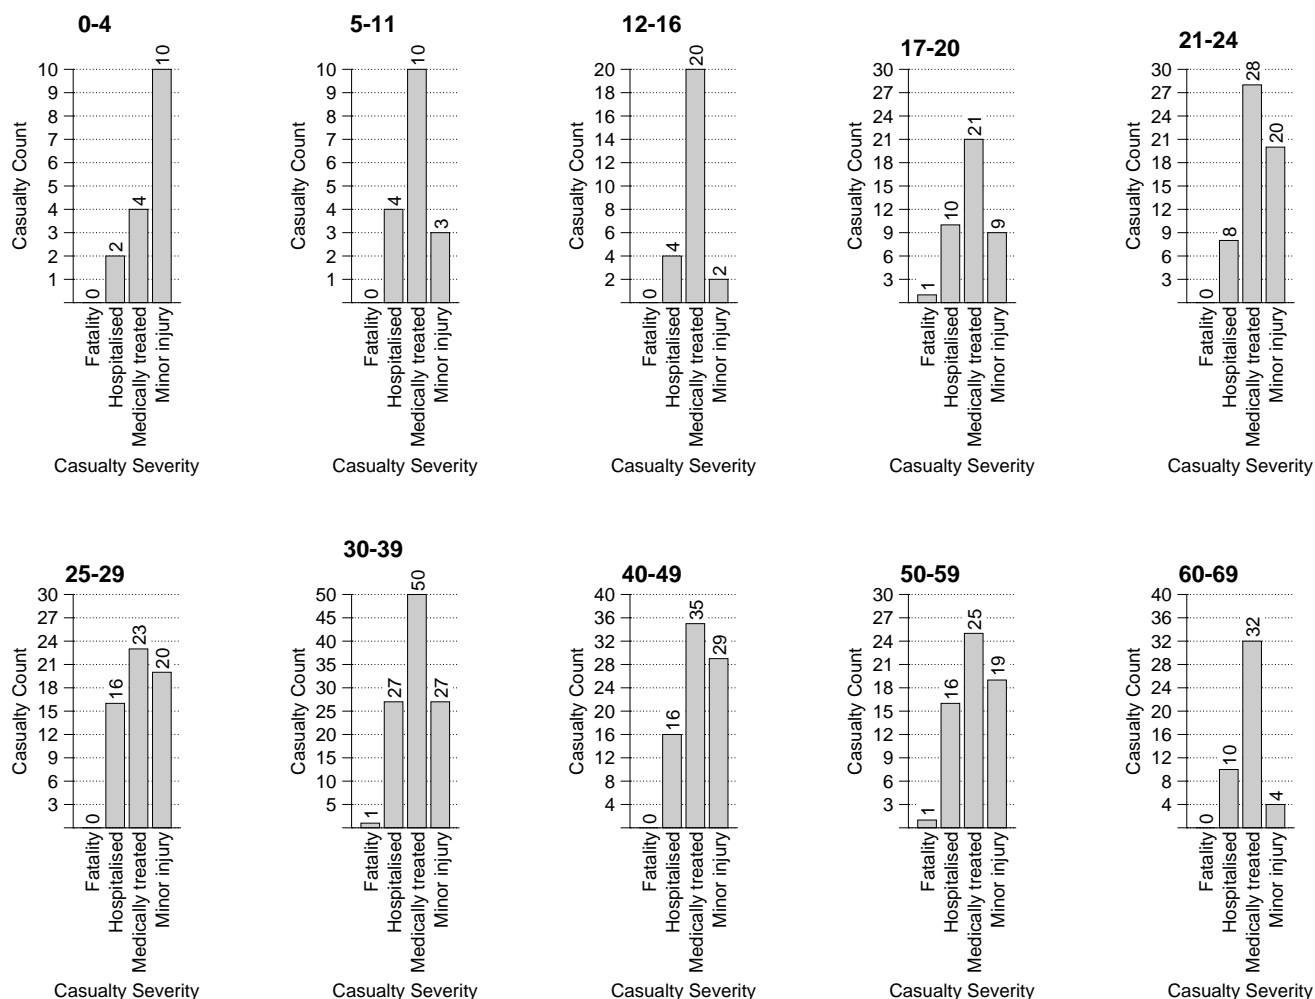 0-4
10
9
8
7
6
5
4
3
2
1
Casualty Count
0
2
4
10
Fatality
Hospitalised
Medically treated
Minor injury
Casualty Severity
5-11
10
9
8
7
6
5
4
3
2
1
Casualty Count
0
4
10
3
Fatality
Hospitalised
Medically treated
Minor injury
Casualty Severity
12-16
20
18
16
14
12
10
8
6
4
2
Casualty Count
0
4
20
2
Fatality
Hospitalised
Medically treated
Minor injury
Casualty Severity
17-20
30
27
24
21
18
15
12
9
6
3
Casualty Count
1
10
21
9
Fatality
Hospitalised
Medically treated
Minor injury
Casualty Severity
21-24
30
27
24
21
18
15
12
9
6
3
Casualty Count
0
8
28
20
Fatality
Hospitalised
Medically treated
Minor injury
Casualty Severity
25-29
30
27
24
21
18
15
12
9
6
3
Casualty Count
0
16
23
20
Fatality
Hospitalised
Medically treated
Minor injury
Casualty Severity
30-39
50
45
40
35
30
25
20
15
10
5
Casualty Count
1
27
50
27
Fatality
Hospitalised
Medically treated
Minor injury
Casualty Severity
40-49
40
36
32
28
24
20
16
12
8
4
Casualty Count
0
16
35
29
Fatality
Hospitalised
Medically treated
Minor injury
Casualty Severity
50-59
30
27
24
21
18
15
12
9
6
3
Casualty Count
1
16
25
19
Fatality
Hospitalised
Medically treated
Minor injury
Casualty Severity
60-69
40
36
32
28
24
20
16
12
8
4
Casualty Count
0
10
32
4
Fatality
Hospitalised
Medically treated
Minor injury
Casualty Severity